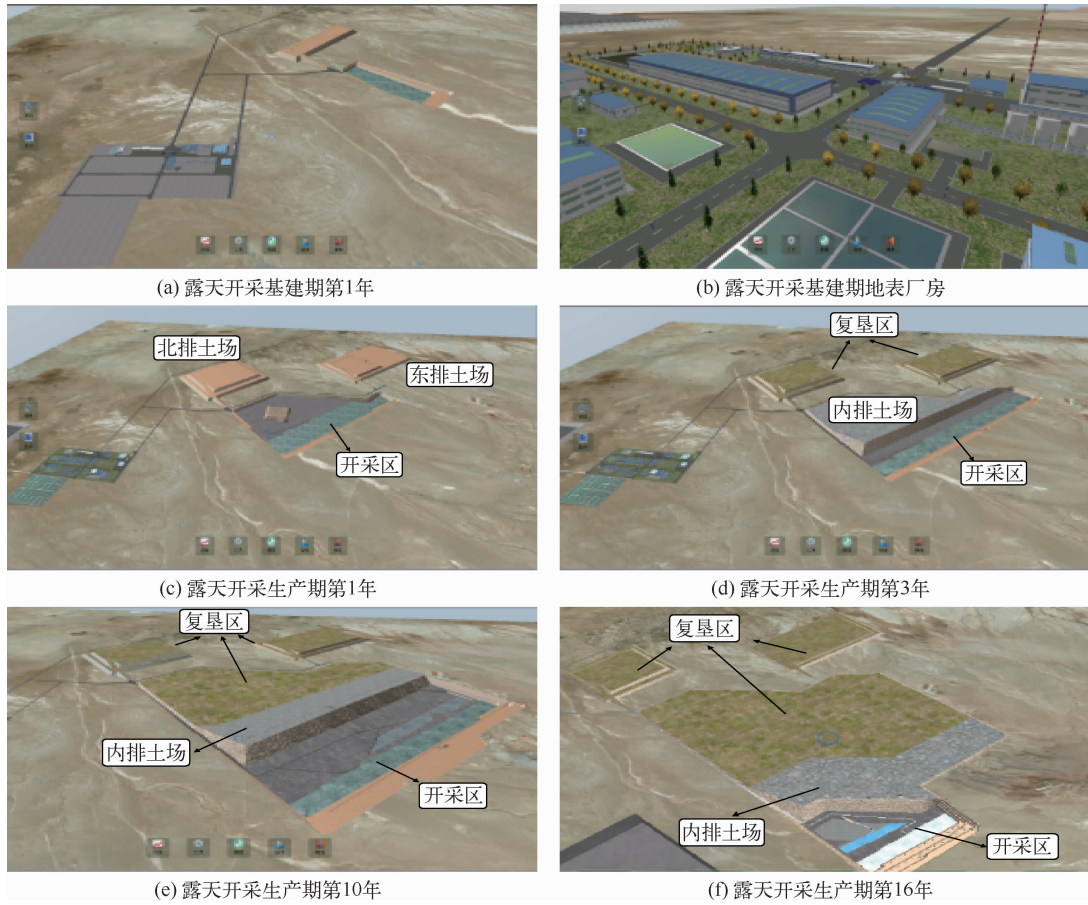 (a) 露天开采基建期第1年
(b) 露天开采基建期地表厂房
北排土场
东排土场
开采区
(c) 露天开采生产期第1年
复垦区
内排土场
开采区
(d) 露天开采生产期第3年
复垦区
内排土场
开采区
(e) 露天开采生产期第10年
复垦区
内排土场
开采区
(f) 露天开采生产期第16年